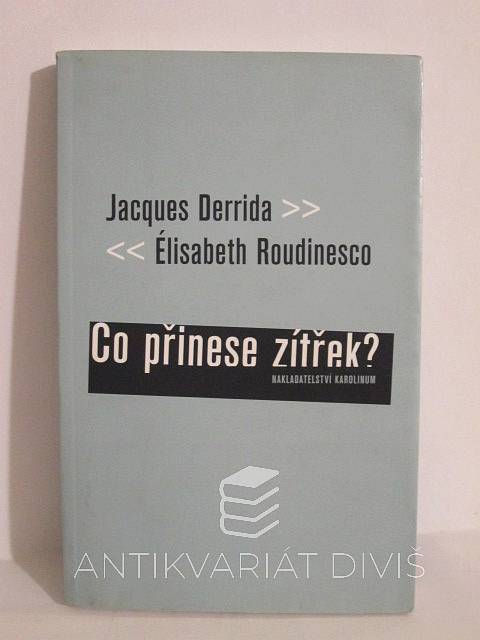 Jacques Derrida >>
<< Élisabeth Roudinesco
Co přinese zítřek?
NAKLADATELSTVÍ KAROLINUM
ANTIKVARIÁT DIVIŠ